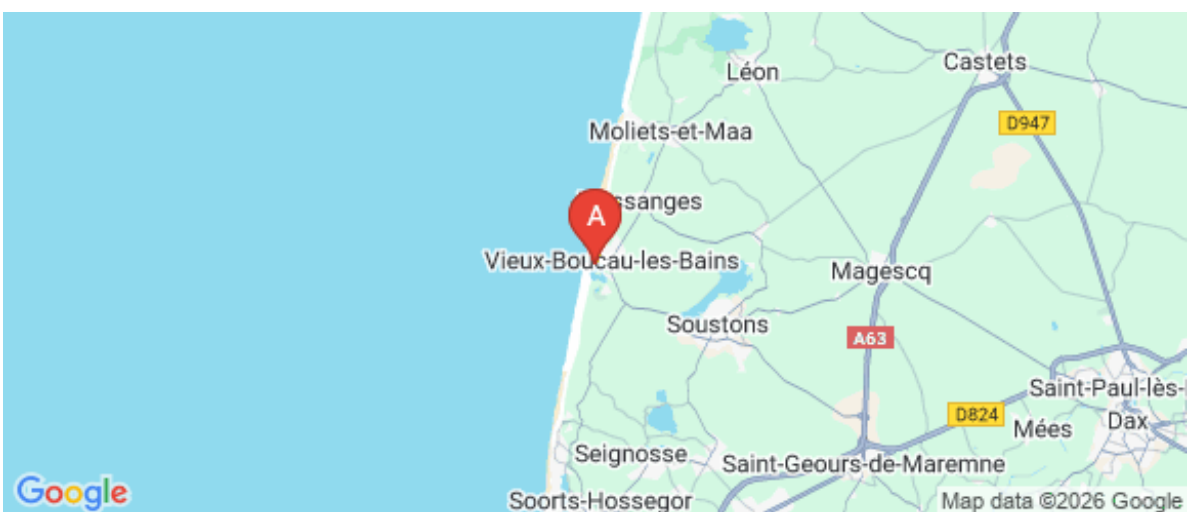 Castets
Léon
D947
Moliets-et-Maa
ssanges
A
Vieux-Boucau-les-Bains
Magescq
Soustons
A63
Saint-Paul-lès-
D824
Dax
Mées
Seignosse
Saint-Geours-de-Maremne
Google
Soorts-Hossegor
Map data ©2026 Google